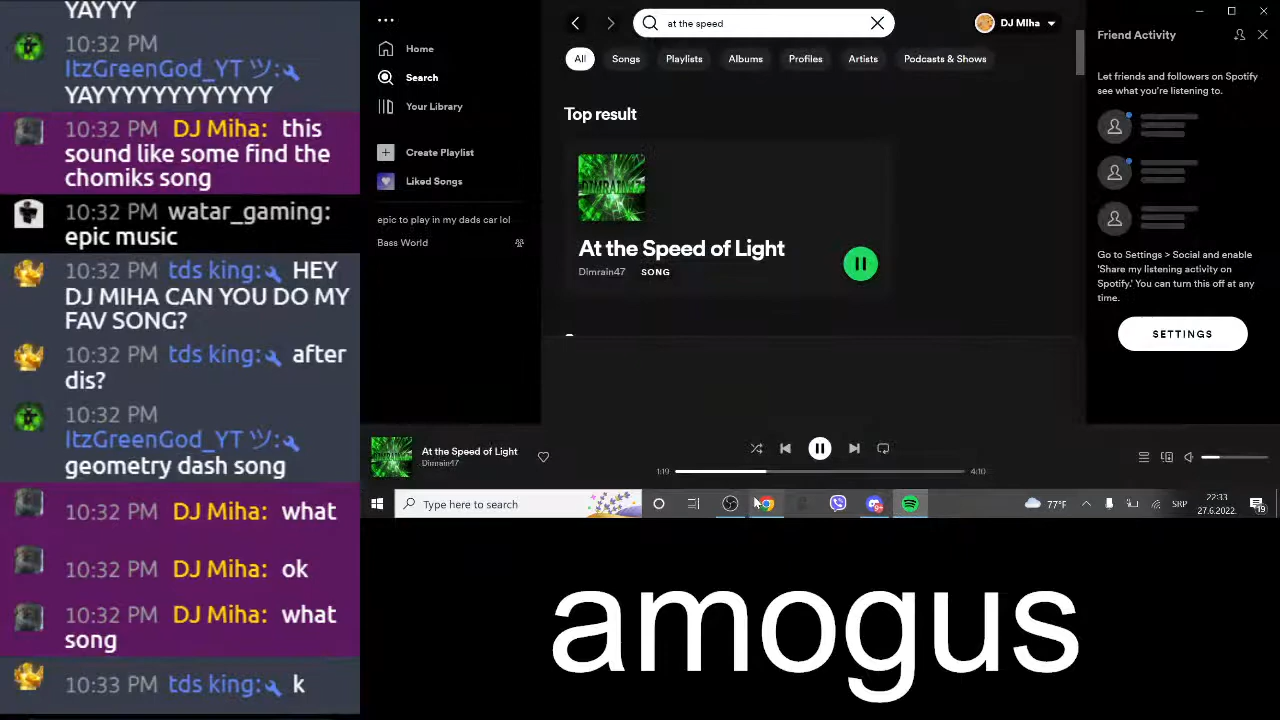 YAYYY
10:32 PM
ItzGreenGod_YT ツ:
YAYYYYYYYYYYYY
10:32 PM DJ Miha: this
sound like some find the
chomiks song
10:32 PM watar_gaming:
epic music
10:32 PM tds king: HEY
DJ MIHA CAN YOU DO MY
FAV SONG?
10:32 PM tds king: after
dis?
10:32 PM
ItzGreenGod_YT ツ:
geometry dash song
10:32 PM DJ Miha: what
10:32 PM DJ Miha: ok
10:32 PM DJ Miha: what
song
10:33 PM tds king: k
Home
Search
Your Library
Create Playlist
Liked Songs
epic to play in my dads car lol
Bass World
at the speed
DJ MIha
All Songs Playlists Albums Profiles Artists Podcasts & Shows
Top result
DIMRAIN47
At the Speed of Light
DImrain47 SONG
Friend Activity
Let friends and followers on Spotify
see what you're listening to.
Go to Settings > Social and enable
'Share my listening activity on
Spotify.' You can turn this off at any
time.
SETTINGS
At the Speed of Light
DImrain47
1:19
4:10
Type here to search
77°F
SRP
22:33
27.6.2022.
19
amogus